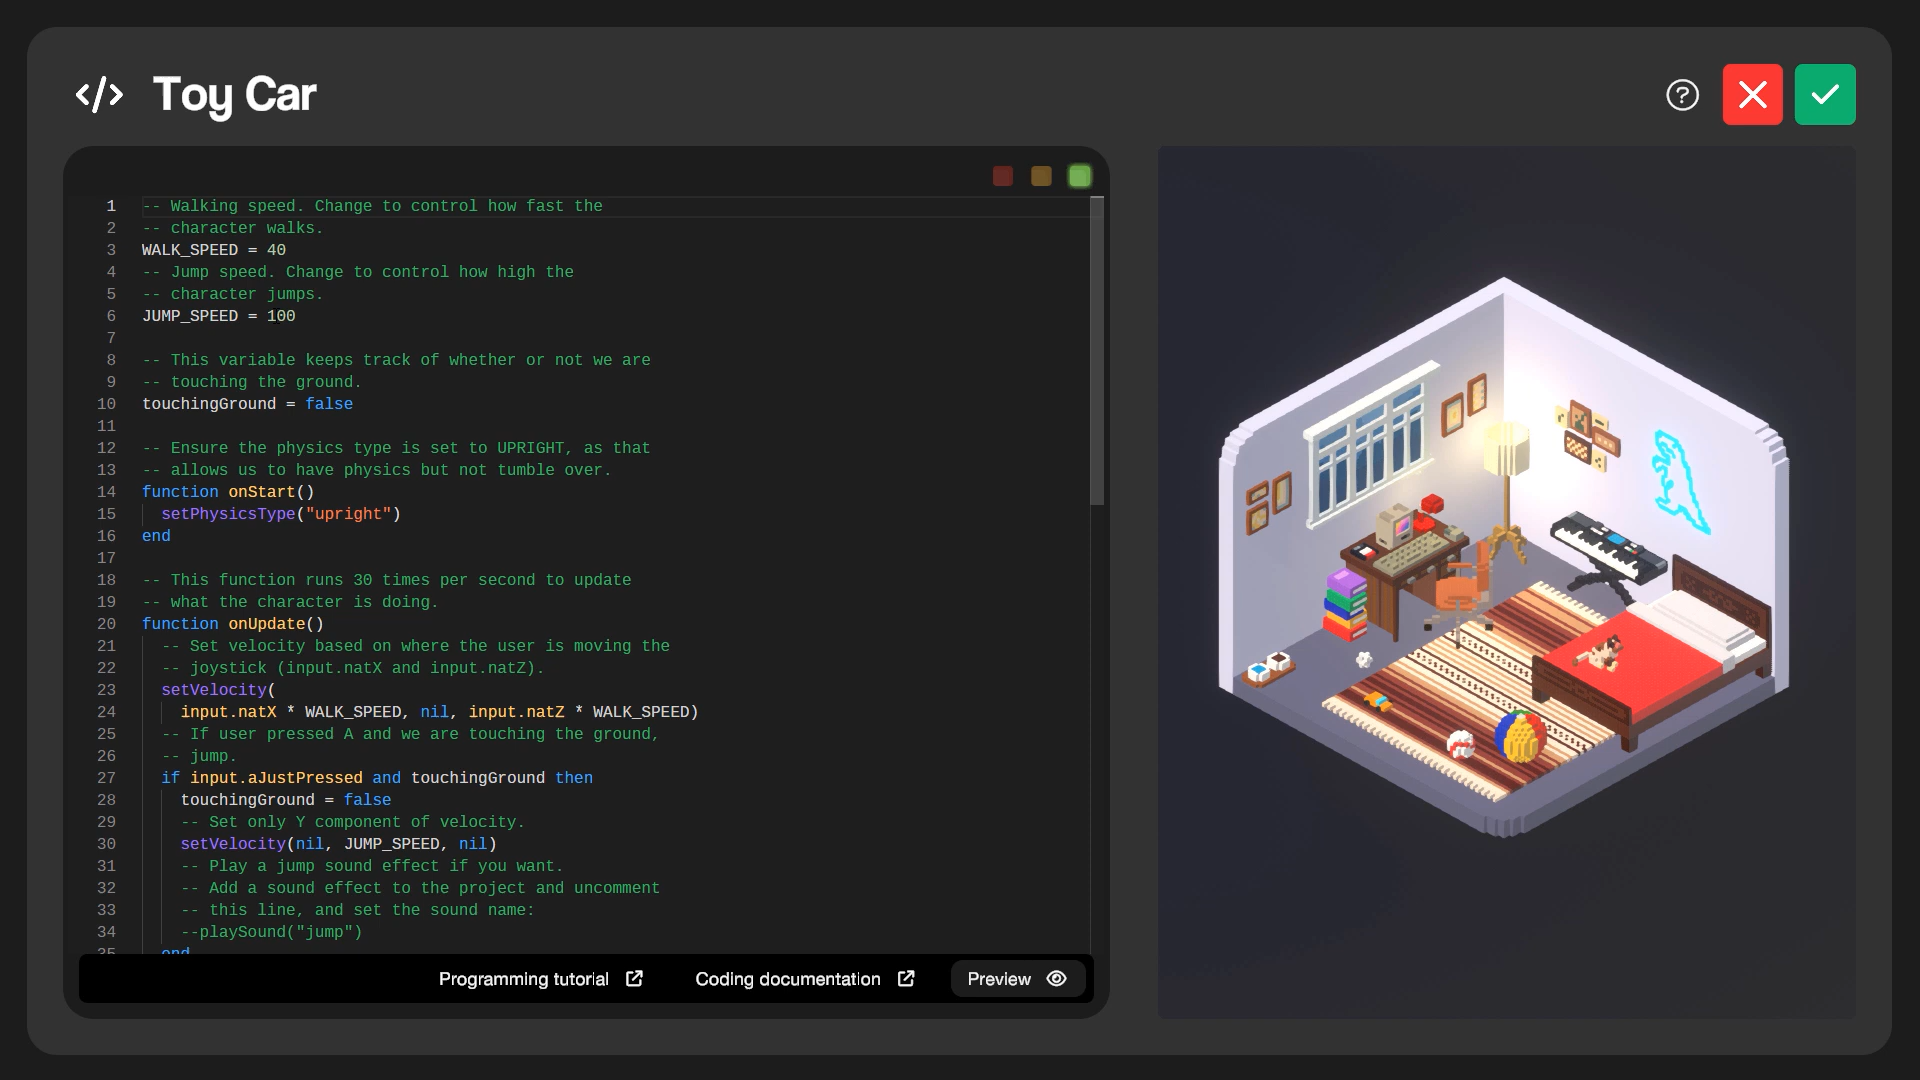 </> Toy Car
?
1 -- Walking speed. Change to control how fast the
2 -- character walks.
3 WALK_SPEED = 40
4 -- Jump speed. Change to control how high the
5 -- character jumps.
6 JUMP_SPEED = 100
7
8 -- This variable keeps track of whether or not we are
9 -- touching the ground.
10 touchingGround = false
11
12 -- Ensure the physics type is set to UPRIGHT, as that
13 -- allows us to have physics but not tumble over.
14 function onStart()
15 setPhysicsType("upright")
16 end
17
18 -- This function runs 30 times per second to update
19 -- what the character is doing.
20 function onUpdate()
21 -- Set velocity based on where the user is moving the
22 -- joystick (input.natX and input.natZ).
23 setVelocity(
24 input.natX * WALK_SPEED, nil, input.natZ * WALK_SPEED)
25 -- If user pressed A and we are touching the ground,
26 -- jump.
27 if input.aJustPressed and touchingGround then
28 touchingGround = false
29 -- Set only Y component of velocity.
30 setVelocity(nil, JUMP_SPEED, nil)
31 -- Play a jump sound effect if you want.
32 -- Add a sound effect to the project and uncomment
33 -- this line, and set the sound name:
34 --playSound("jump")
35 end
Programming tutorial
Coding documentation
Preview